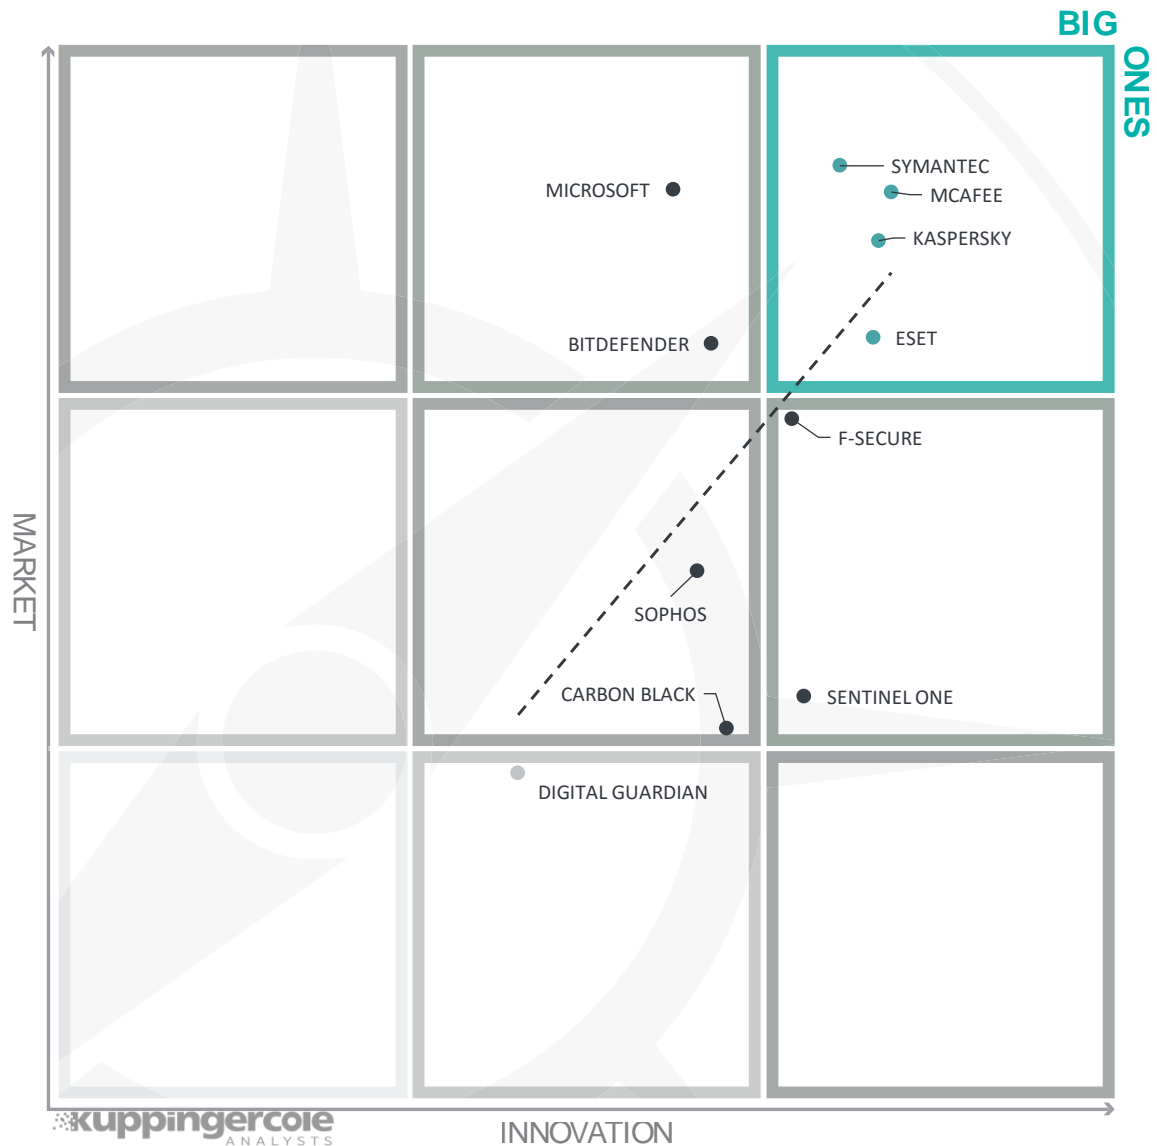 BIG
ONES
SYMANTEC
MICROSOFT
MCAFEE
KASPERSKY
BITDEFENDER
ESET
F-SECURE
MARKET
SOPHOS
CARBON BLACK
SENTINEL ONE
DIGITAL GUARDIAN
kuppingercole
ANALYSTS
INNOVATION